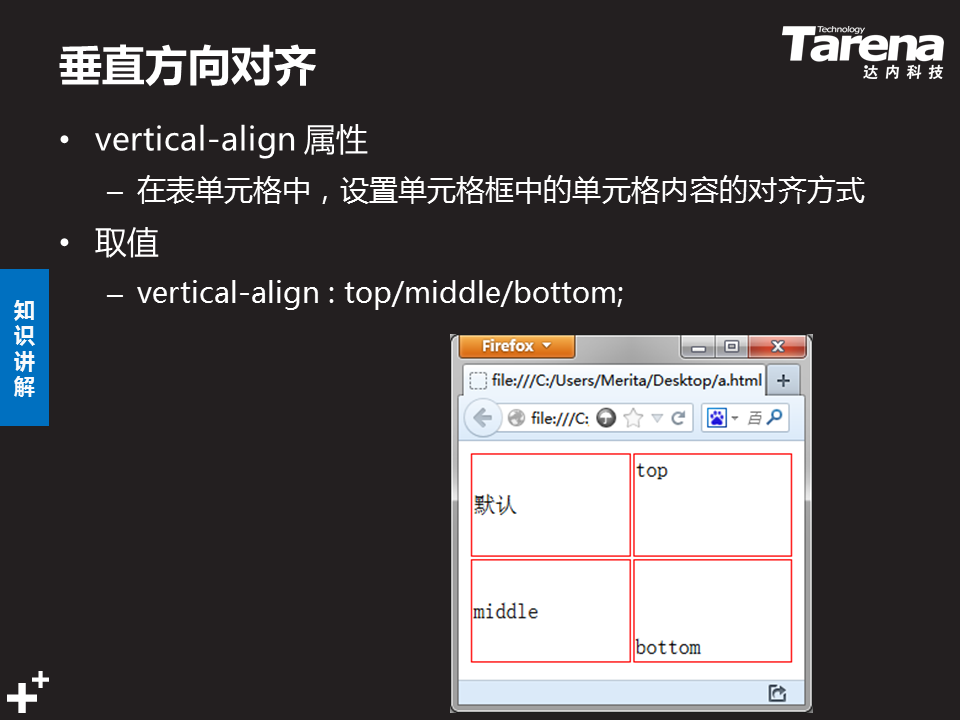 垂直方向对齐
Technology
Tarena
达内科技
• vertical-align 属性
– 在表单元格中，设置单元格框中的单元格内容的对齐方式
• 取值
– vertical-align : top/middle/bottom;
知识讲解
Firefox
file:///C:/Users/Merita/Desktop/a.html
file:///C:
百
默认
top
middle
bottom